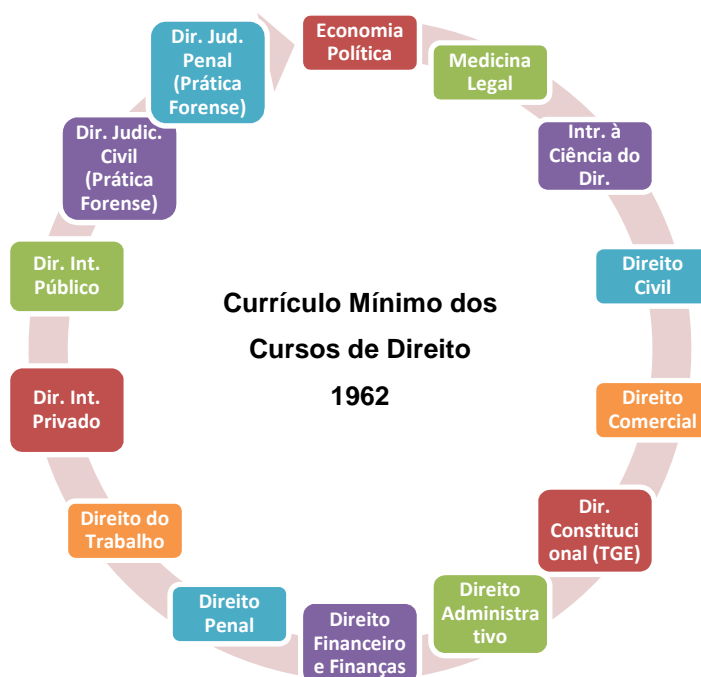 Economia
Política
Medicina
Legal
Intr. à
Ciência do
Dir.
Direito
Civil
Direito
Comercial
Dir.
Constituci
onal (TGE)
Direito
Administra
tivo
Direito
Financeiro
e Finanças
Direito
Penal
Direito do
Trabalho
Dir. Int.
Privado
Dir. Int.
Público
Dir. Judic.
Civil
(Prática
Forense)
Dir. Jud.
Penal
(Prática
Forense)
Currículo Mínimo dos
Cursos de Direito
1962